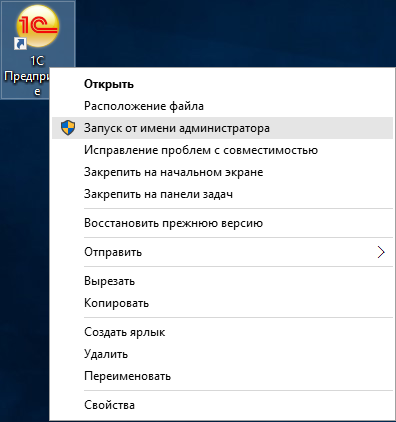 1С
1С
Предпри
е
Открыть
Расположение файла
Запуск от имени администратора
Исправление проблем с совместимостью
Закрепить на начальном экране
Закрепить на панели задач
Восстановить прежнюю версию
Отправить
Вырезать
Копировать
Создать ярлык
Удалить
Переименовать
Свойства